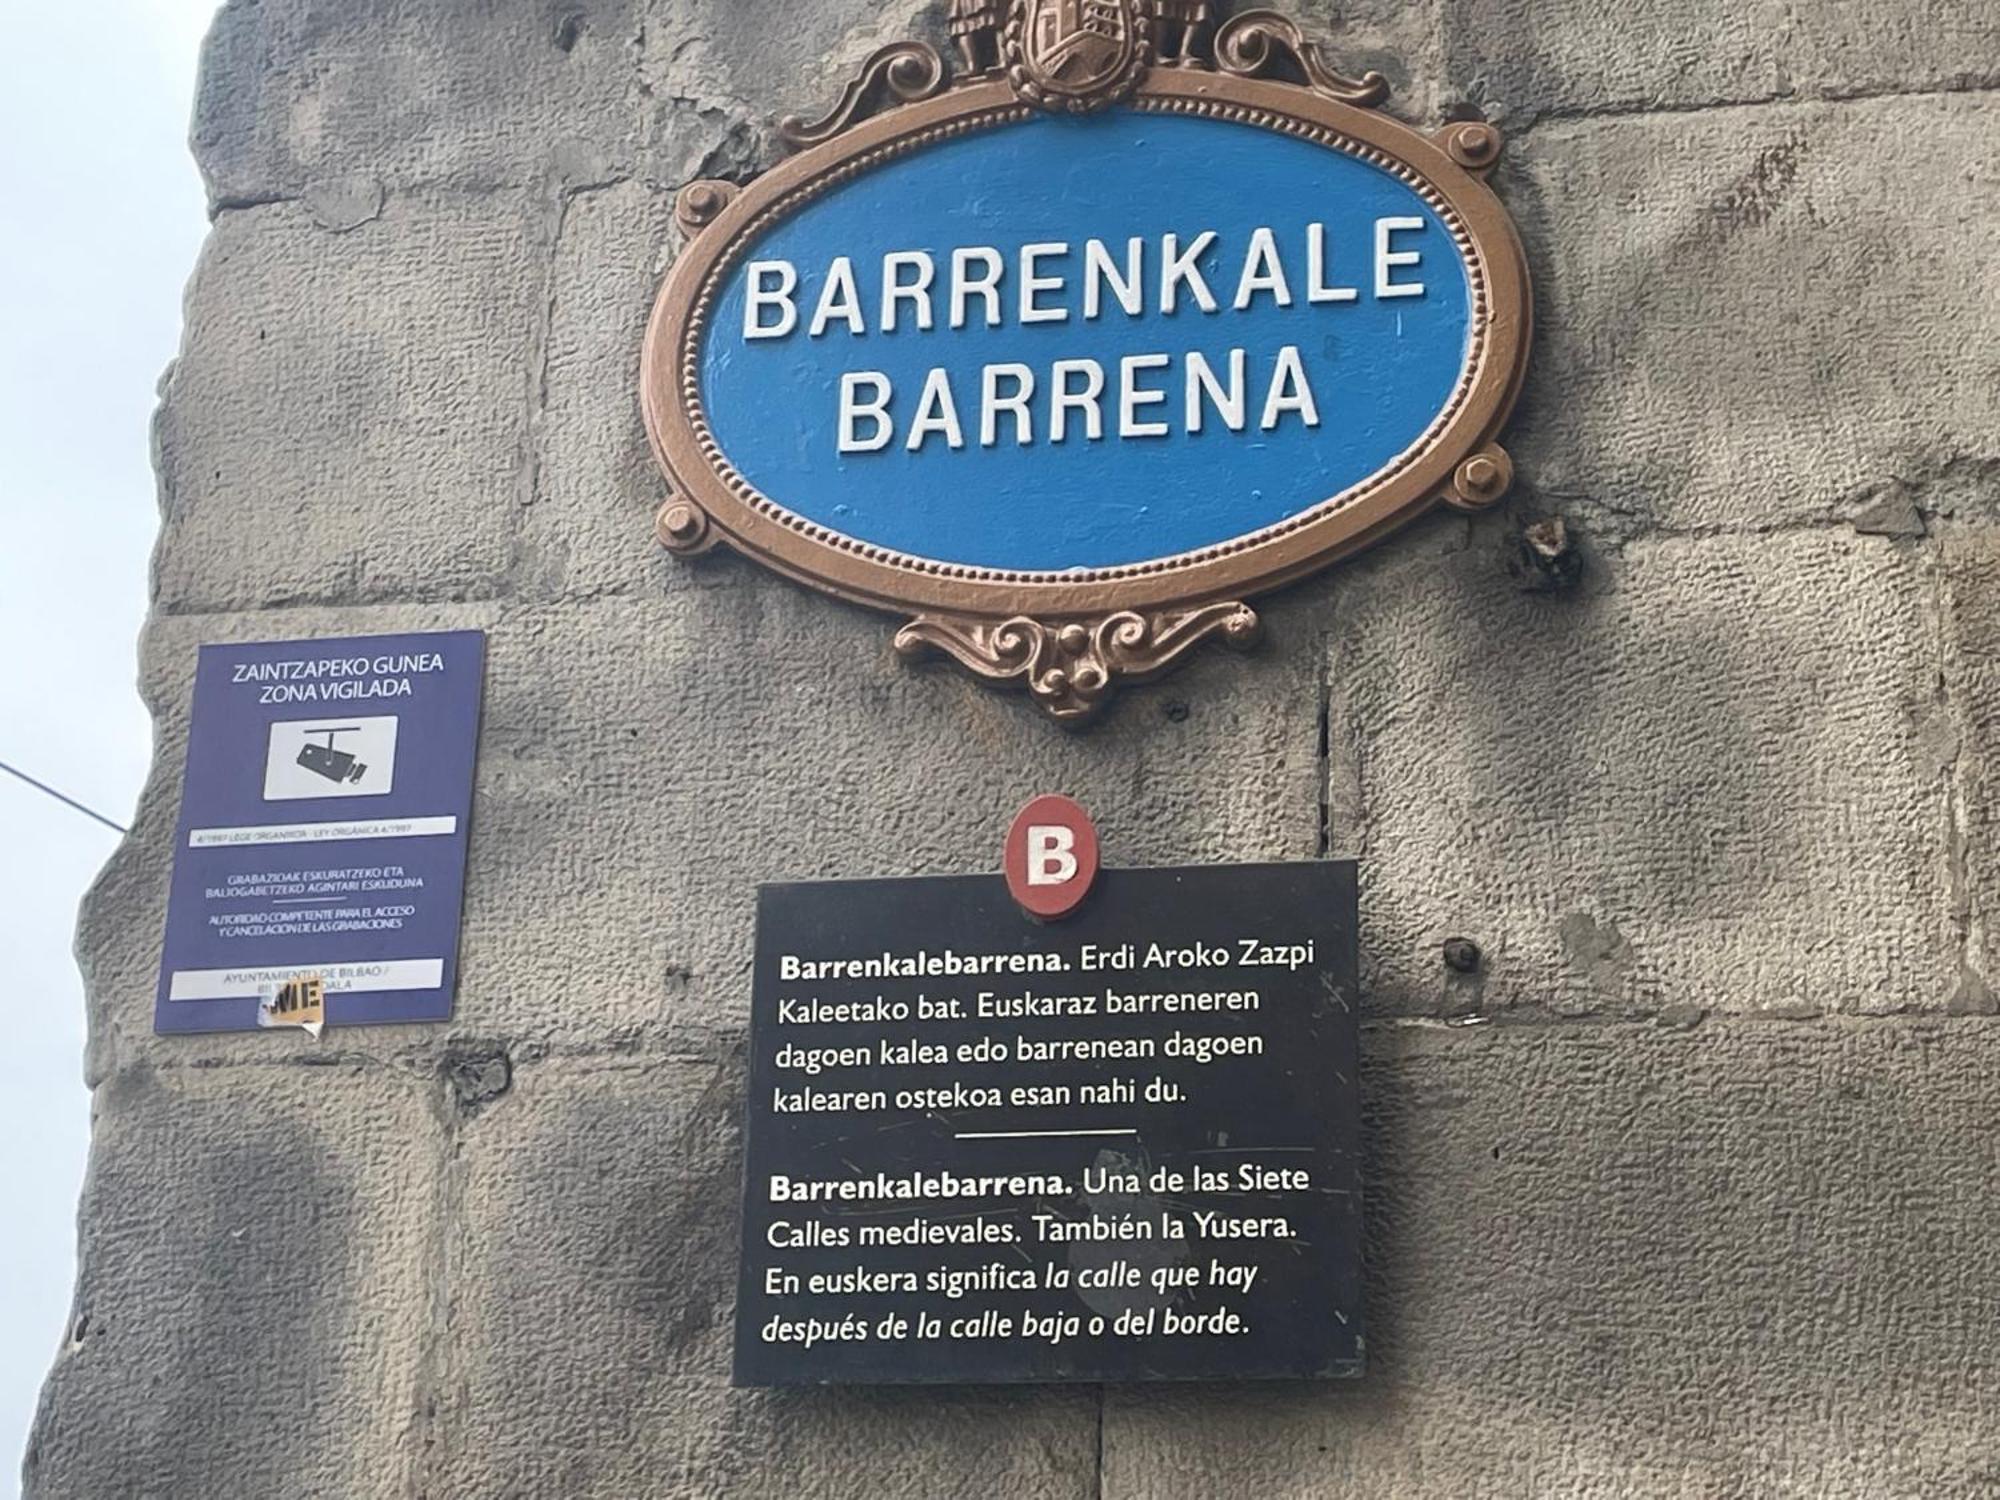 BARRENKALE
BARRENA
ZAINTZAPEKO GUNEA
ZONA VIGILADA
4/1997 LEGE ORGANIKOA - LEY ORGÁNICA 4/1997
GRABAZIOAK ESKURATZEKO ETA
BALIOGABETZEKO AGINTARI ESKUDUNA
AUTORIDAD COMPETENTE PARA EL ACCESO
Y CANCELACIÓN DE LAS GRABACIONES
AYUNTAMIENTO DE BILBAO /
ME
B
Barrenkalebarrena. Erdi Aroko Zazpi
Kaleetako bat. Euskaraz barreneren
dagoen kalea edo barrenean dagoen
kalearen ostekoa esan nahi du.
Barrenkalebarrena. Una de las Siete
Calles medievales. También la Yusera.
En euskera significa la calle que hay
después de la calle baja o del borde.